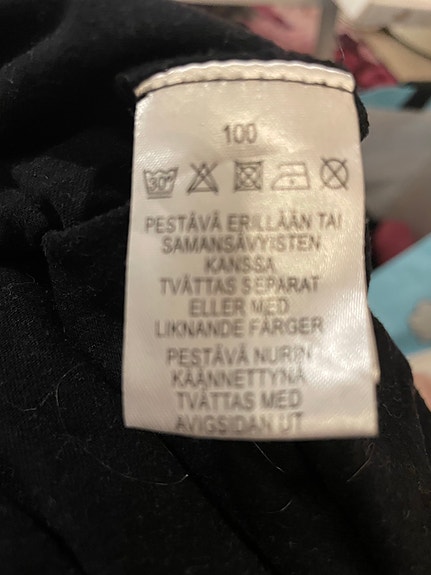 100
30°
PESTÄVÄ ERILLÄÄN TAI
SAMANSÄVYISTEN
KANSSA
TVÄTTAS SEPARAT
ELLER MED
LIKNANDE FÄRGER
PESTÄVÄ NURIN
KÄÄNNETTYNÄ
TVÄTTAS MED
AVIGSIDAN UT